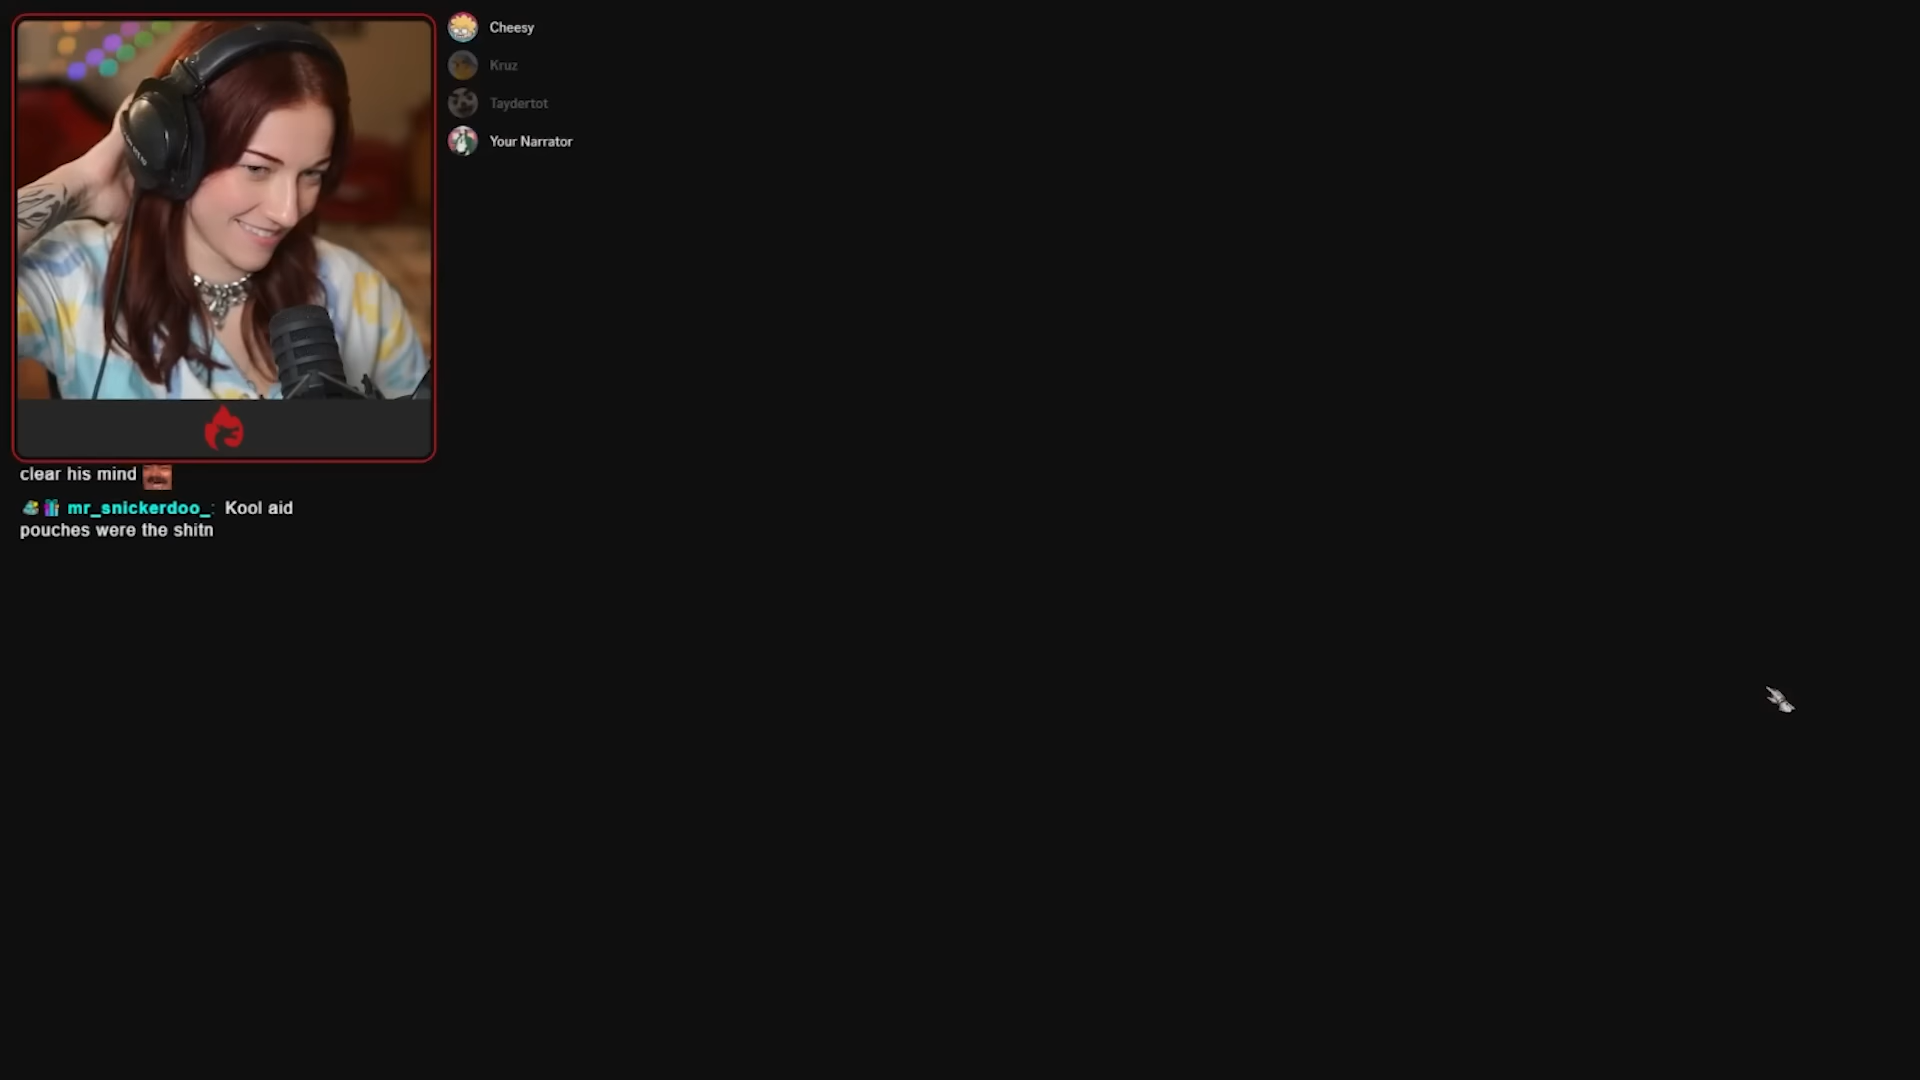 Cheesy
Kruz
Taydertot
Your Narrator
clear his mind
mr_snickerdoo_: Kool aid
pouches were the shitn